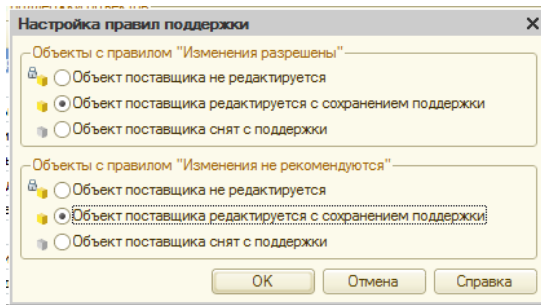 Настройка правил поддержки
Объекты с правилом "Изменения разрешены"
Объект поставщика не редактируется
Объект поставщика редактируется с сохранением поддержки
Объект поставщика снят с поддержки
Объекты с правилом "Изменения не рекомендуются"
Объект поставщика не редактируется
Объект поставщика редактируется с сохранением поддержки
Объект поставщика снят с поддержки
OK Отмена Справка